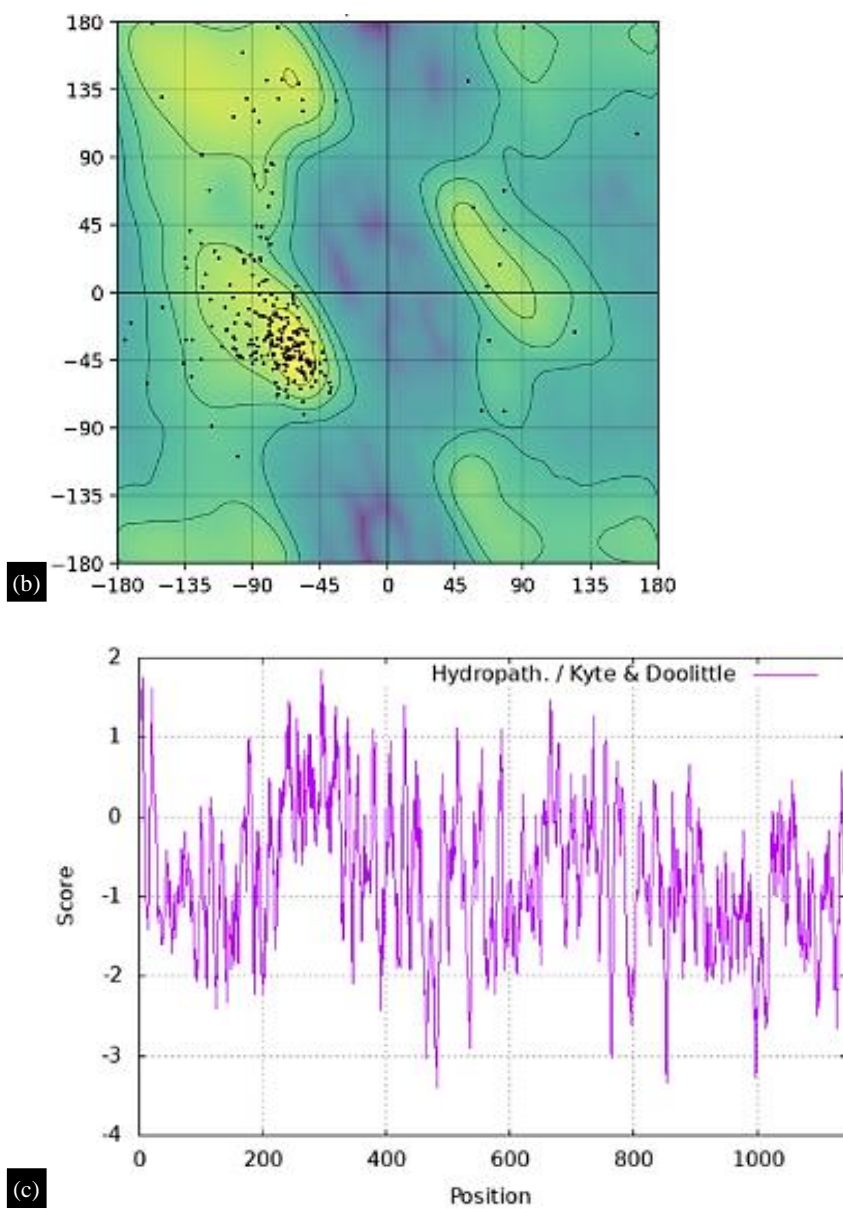 180
135
90
45
0
−45
−90
−135
−180
−180 −135 −90 −45 0 45 90 135 180
(b)
2
Hydropath. / Kyte & Doolittle
1
0
-1
-2
-3
-4
Score
0 200 400 600 800 1000
Position
(c)